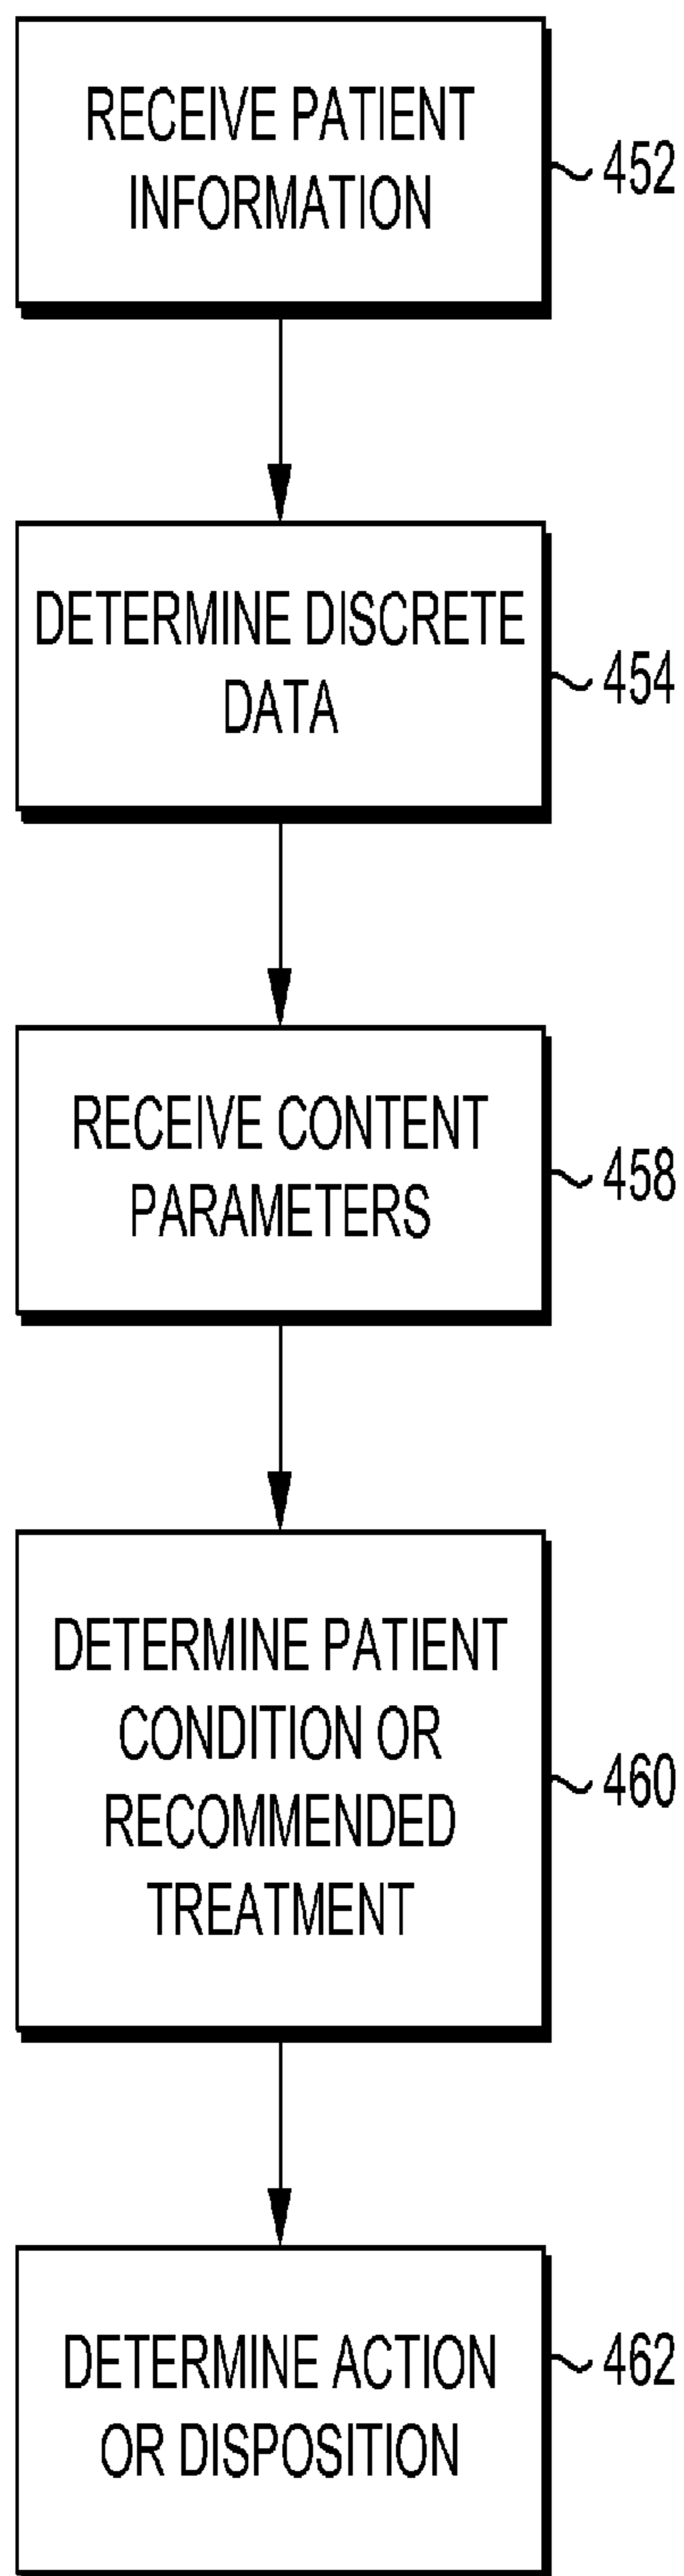 RECEIVE PATIENT
INFORMATION
452
DETERMINE DISCRETE
DATA
454
RECEIVE CONTENT
PARAMETERS
458
DETERMINE PATIENT
CONDITION OR
RECOMMENDED
TREATMENT
460
DETERMINE ACTION
OR DISPOSITION
462